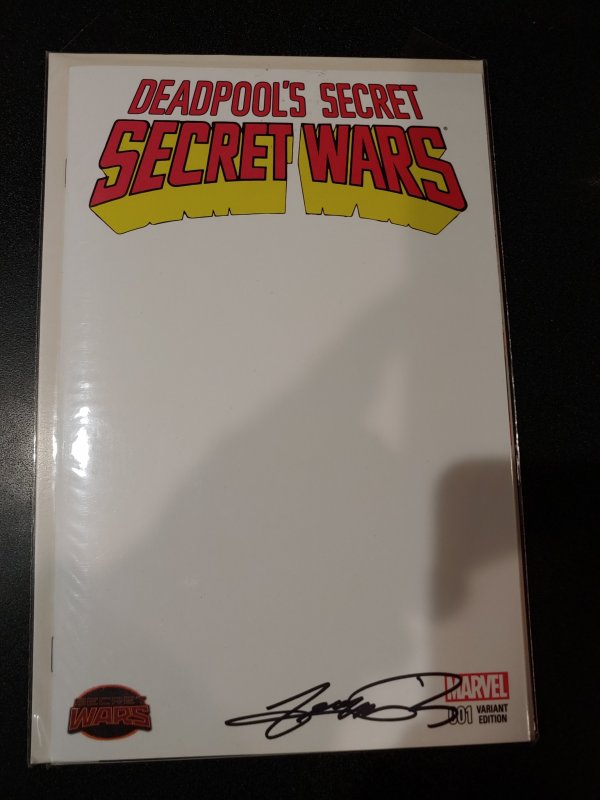 DEADPOOL'S SECRET
SECRET WARS®
SECRET
WARS
MARVEL
001 VARIANT
EDITION